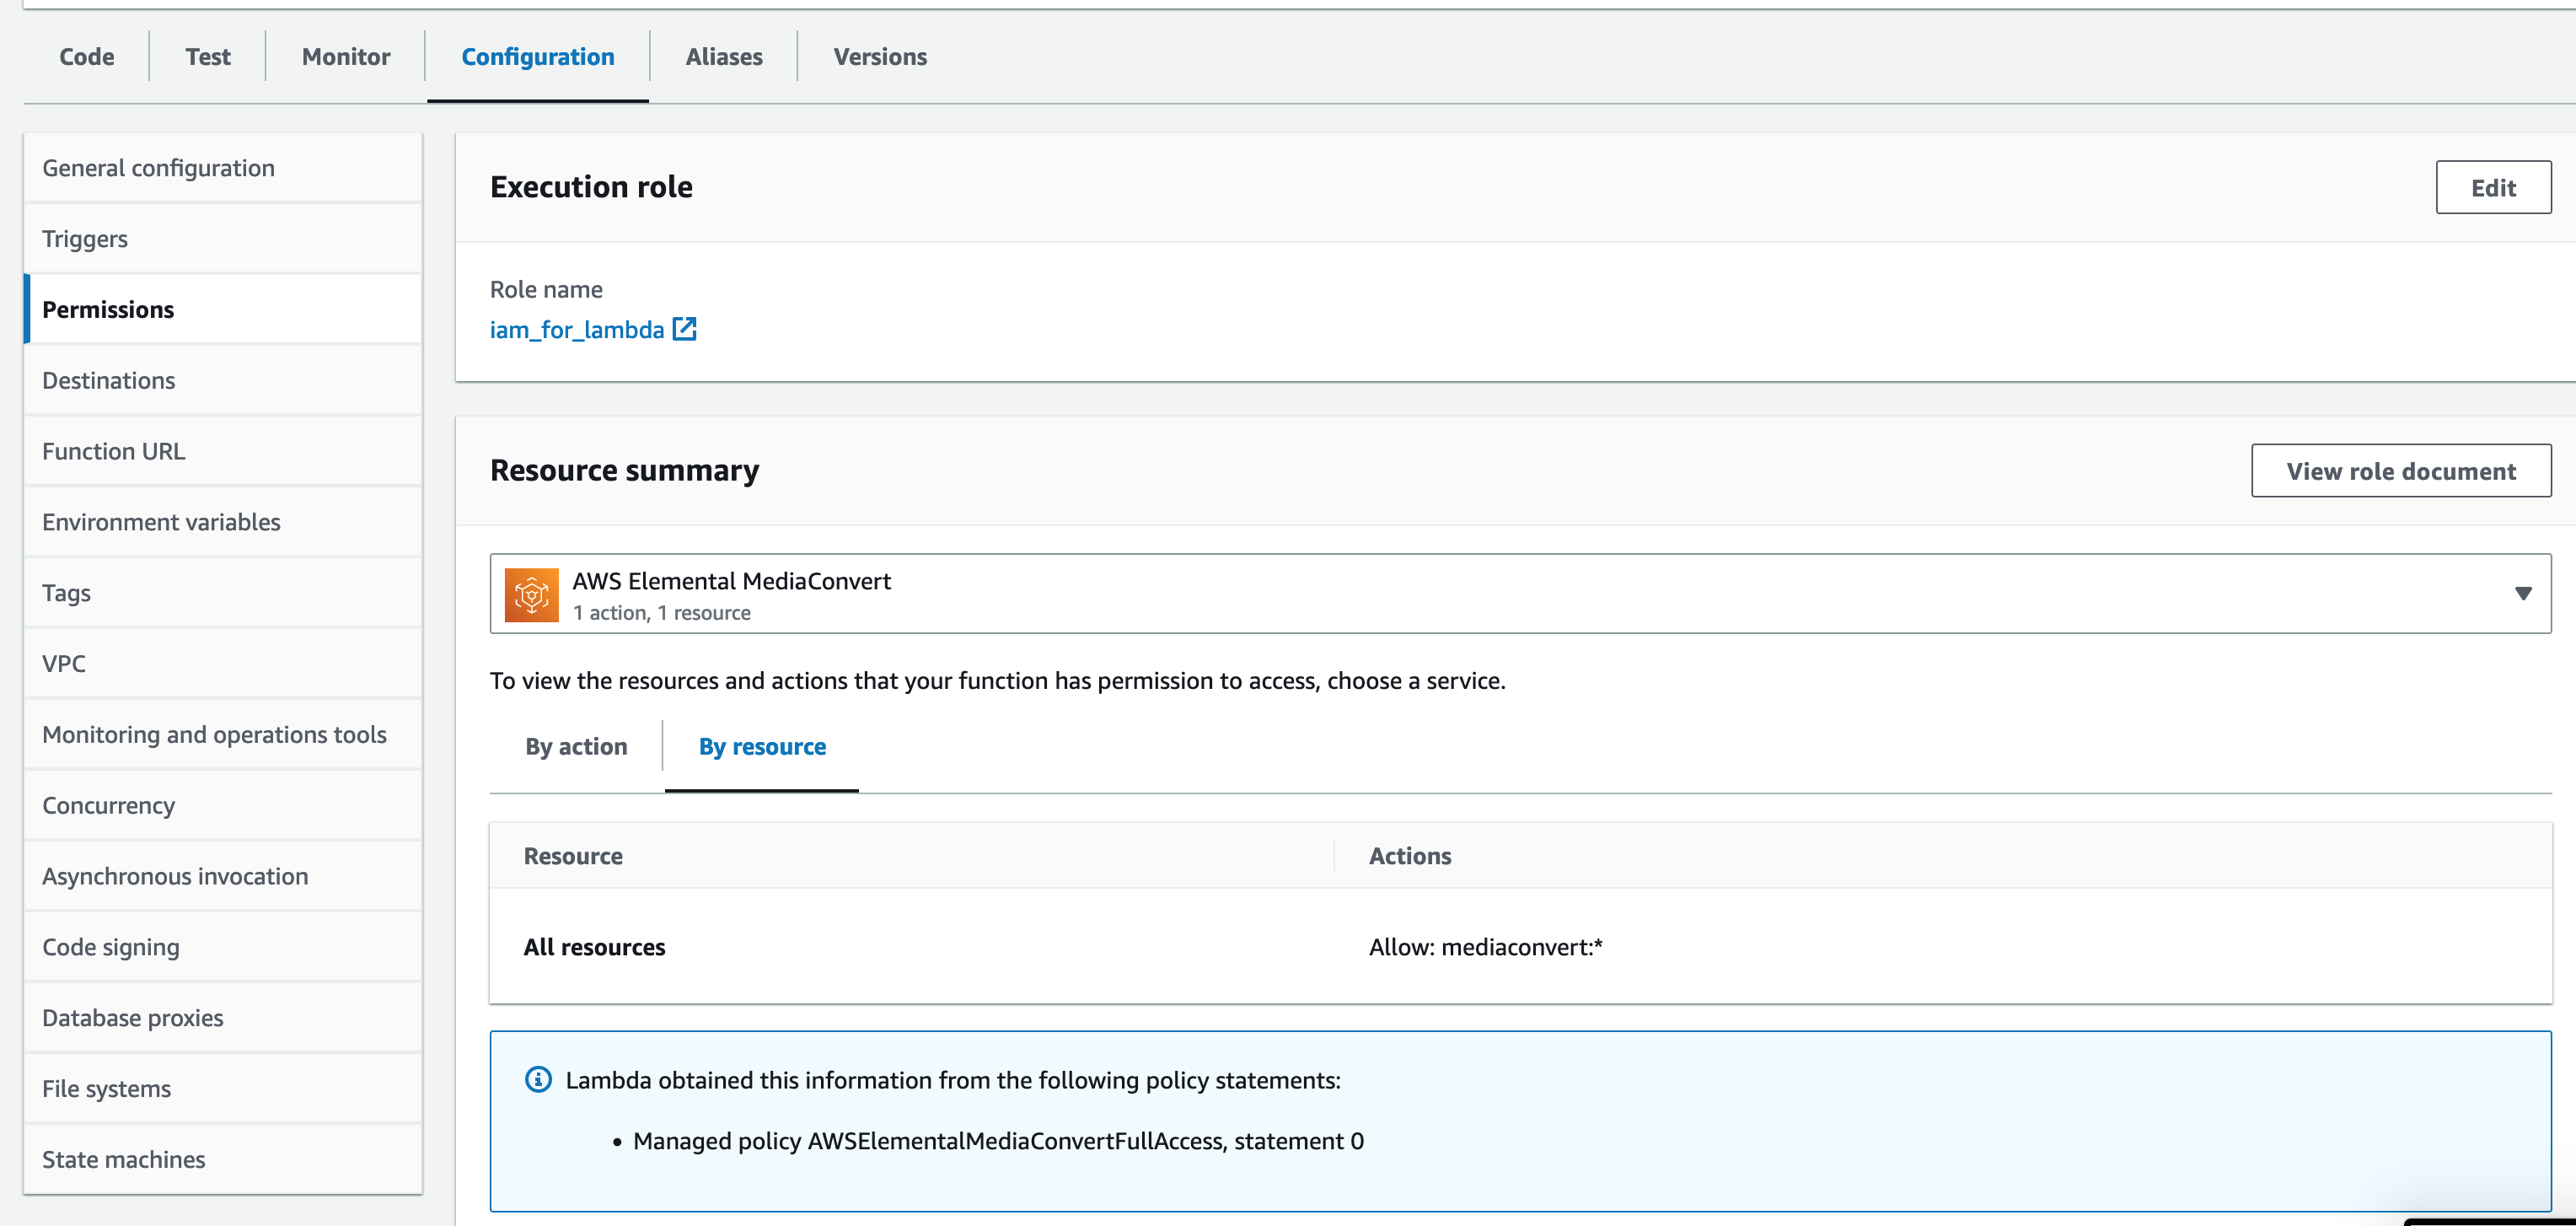 Code
Test
Monitor
Configuration
Aliases
Versions
General configuration
Triggers
Permissions
Destinations
Function URL
Environment variables
Tags
VPC
Monitoring and operations tools
Concurrency
Asynchronous invocation
Code signing
Database proxies
File systems
State machines
Execution role
Edit
Role name
iam_for_lambda
Resource summary
View role document
AWS Elemental MediaConvert
1 action, 1 resource
To view the resources and actions that your function has permission to access, choose a service.
By action
By resource
Resource
Actions
All resources
Allow: mediaconvert:*
Lambda obtained this information from the following policy statements:
• Managed policy AWSElementalMediaConvertFullAccess, statement 0